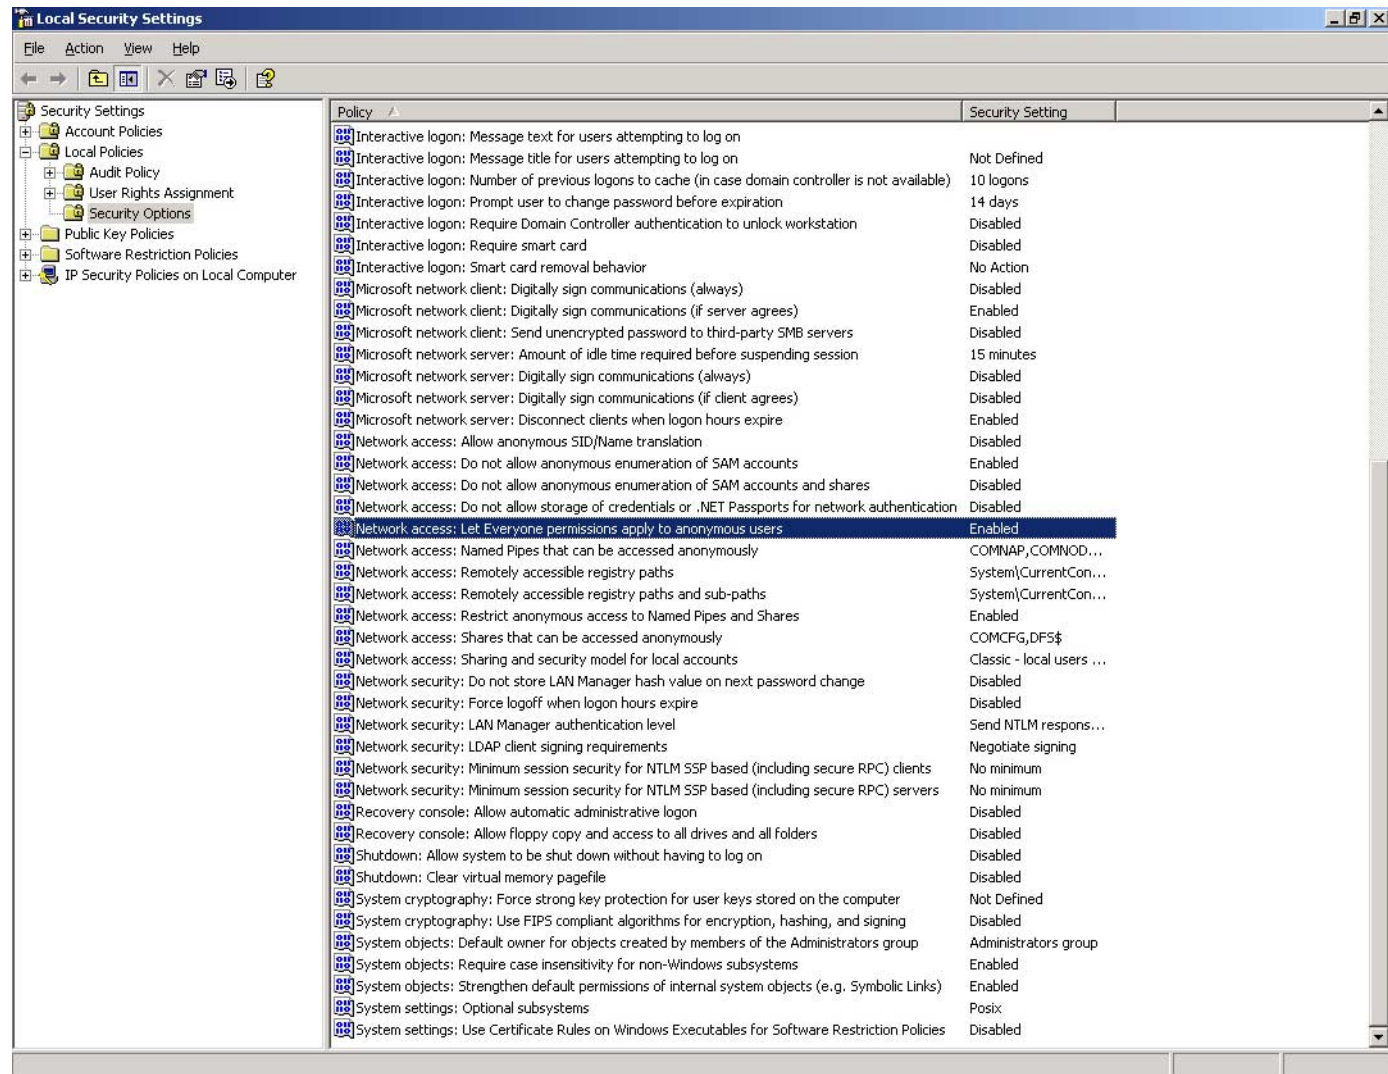 Local Security Settings
File Action View Help
Security Settings
Account Policies
Local Policies
Audit Policy
User Rights Assignment
Security Options
Public Key Policies
Software Restriction Policies
IP Security Policies on Local Computer
Policy Security Setting
Interactive logon: Message text for users attempting to log on
Interactive logon: Message title for users attempting to log on Not Defined
Interactive logon: Number of previous logons to cache (in case domain controller is not available) 10 logons
Interactive logon: Prompt user to change password before expiration 14 days
Interactive logon: Require Domain Controller authentication to unlock workstation Disabled
Interactive logon: Require smart card Disabled
Interactive logon: Smart card removal behavior No Action
Microsoft network client: Digitally sign communications (always) Disabled
Microsoft network client: Digitally sign communications (if server agrees) Enabled
Microsoft network client: Send unencrypted password to third-party SMB servers Disabled
Microsoft network server: Amount of idle time required before suspending session 15 minutes
Microsoft network server: Digitally sign communications (always) Disabled
Microsoft network server: Digitally sign communications (if client agrees) Disabled
Microsoft network server: Disconnect clients when logon hours expire Enabled
Network access: Allow anonymous SID/Name translation Disabled
Network access: Do not allow anonymous enumeration of SAM accounts Enabled
Network access: Do not allow anonymous enumeration of SAM accounts and shares Disabled
Network access: Do not allow storage of credentials or .NET Passports for network authentication Disabled
Network access: Let Everyone permissions apply to anonymous users Enabled
Network access: Named Pipes that can be accessed anonymously COMNAP,COMNOD...
Network access: Remotely accessible registry paths System\CurrentCon...
Network access: Remotely accessible registry paths and sub-paths System\CurrentCon...
Network access: Restrict anonymous access to Named Pipes and Shares Enabled
Network access: Shares that can be accessed anonymously COMCFG,DFS$
Network access: Sharing and security model for local accounts Classic - local users ...
Network security: Do not store LAN Manager hash value on next password change Disabled
Network security: Force logoff when logon hours expire Disabled
Network security: LAN Manager authentication level Send NTLM respons...
Network security: LDAP client signing requirements Negotiate signing
Network security: Minimum session security for NTLM SSP based (including secure RPC) clients No minimum
Network security: Minimum session security for NTLM SSP based (including secure RPC) servers No minimum
Recovery console: Allow automatic administrative logon Disabled
Recovery console: Allow floppy copy and access to all drives and all folders Disabled
Shutdown: Allow system to be shut down without having to log on Disabled
Shutdown: Clear virtual memory pagefile Disabled
System cryptography: Force strong key protection for user keys stored on the computer Not Defined
System cryptography: Use FIPS compliant algorithms for encryption, hashing, and signing Disabled
System objects: Default owner for objects created by members of the Administrators group Administrators group
System objects: Require case insensitivity for non-Windows subsystems Enabled
System objects: Strengthen default permissions of internal system objects (e.g. Symbolic Links) Enabled
System settings: Optional subsystems Posix
System settings: Use Certificate Rules on Windows Executables for Software Restriction Policies Disabled